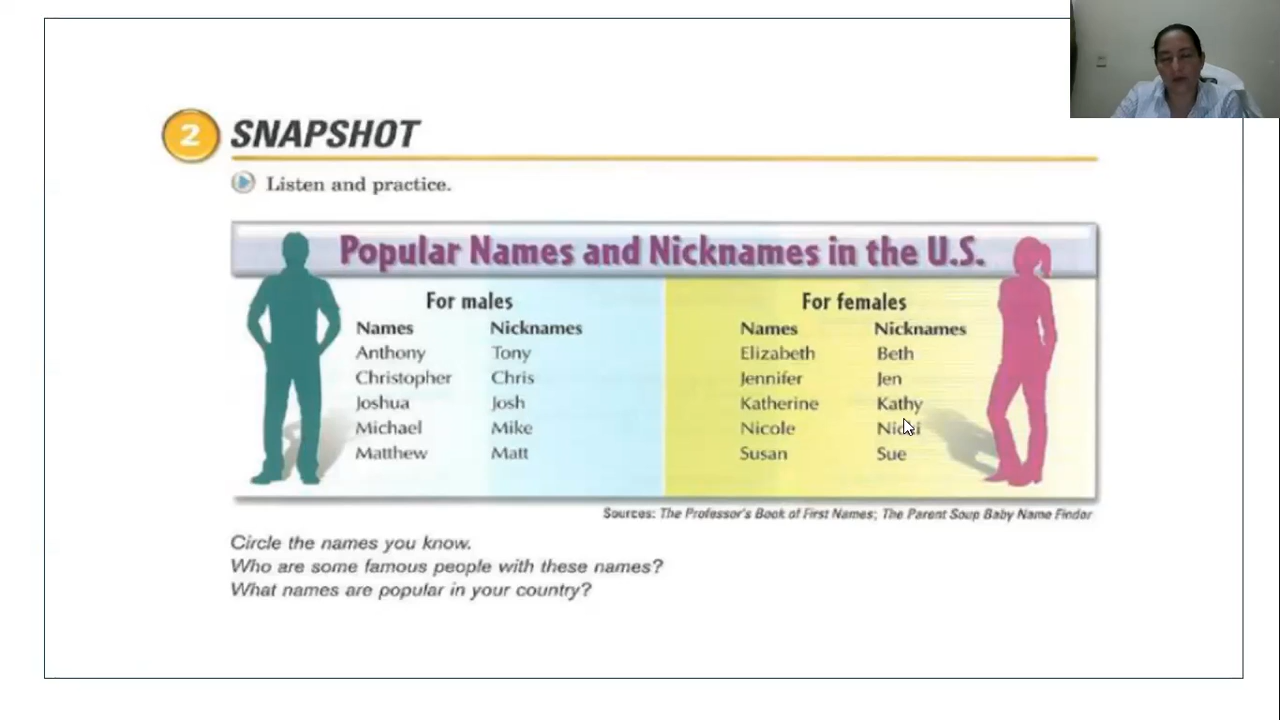 2 SNAPSHOT
Listen and practice.
Popular Names and Nicknames in the U.S.
For males
Names Nicknames
Anthony Tony
Christopher Chris
Joshua Josh
Michael Mike
Matthew Matt
For females
Names Nicknames
Elizabeth Beth
Jennifer Jen
Katherine Kathy
Nicole
Susan Sue
Sources: The Professor's Book of First Names; The Parent Soup Baby Name Finder
Circle the names you know.
Who are some famous people with these names?
What names are popular in your country?